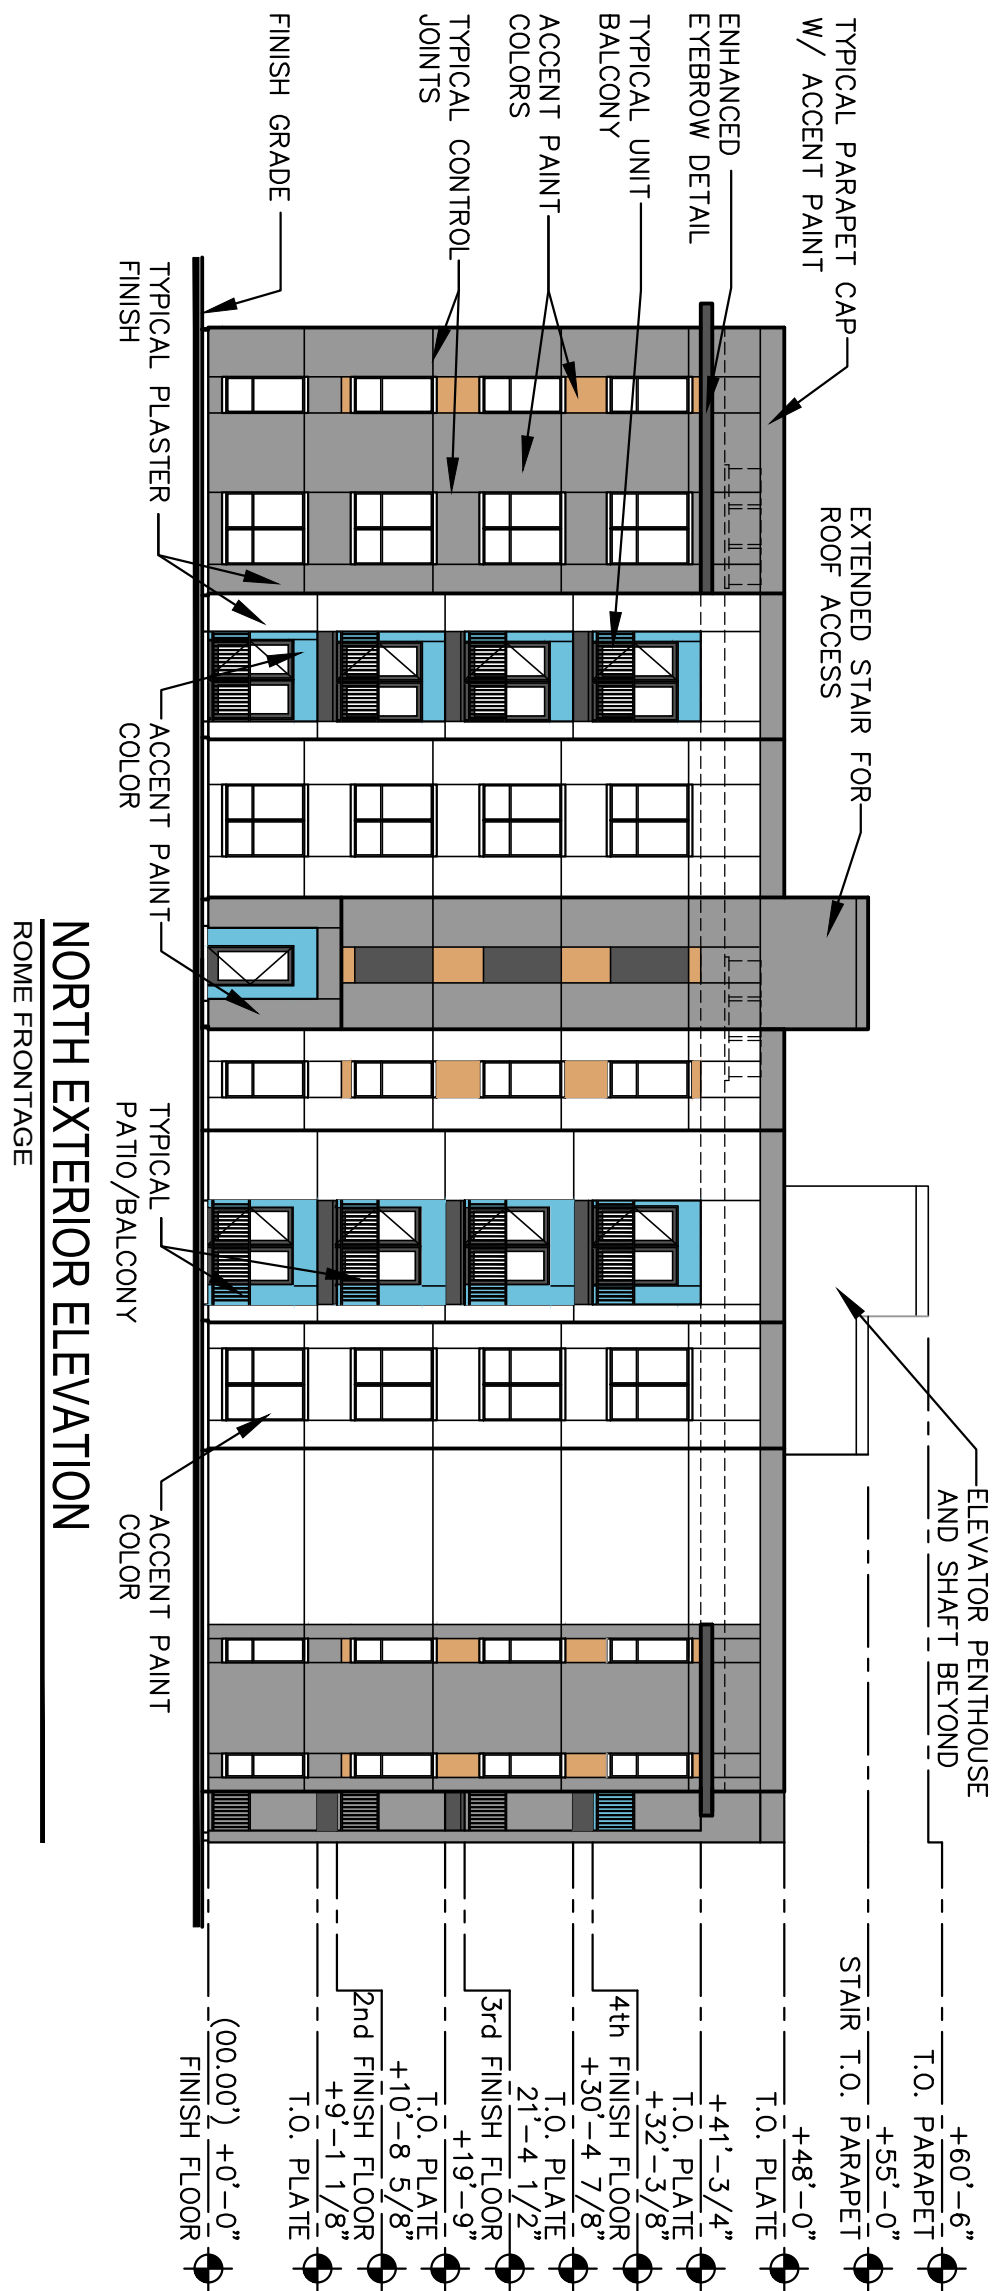 TYPICAL PARAPET CAP
W/ ACCENT PAINT
ENHANCED
EYEBROW DETAIL
TYPICAL UNIT
BALCONY
ACCENT PAINT
COLORS
TYPICAL CONTROL
JOINTS
FINISH GRADE
EXTENDED STAIR FOR
ROOF ACCESS
ELEVATOR PENTHOUSE
AND SHAFT BEYOND
+60'-6"
T.O. PARAPET
+55'-0"
STAIR T.O. PARAPET
+48'-0"
T.O. PLATE
+41'-3/4"
T.O. PLATE
+32'-3/8"
4th FINISH FLOOR
+30'-4 7/8"
T.O. PLATE
21'-4 1/2"
3rd FINISH FLOOR
+19'-9"
T.O. PLATE
+10'-8 5/8"
2nd FINISH FLOOR
+9'-1 1/8"
T.O. PLATE
(00.00') +0'-0"
FINISH FLOOR
TYPICAL PLASTER
FINISH
ACCENT PAINT
COLOR
TYPICAL
PATIO/BALCONY
ACCENT PAINT
COLOR
NORTH EXTERIOR ELEVATION
ROME FRONTAGE